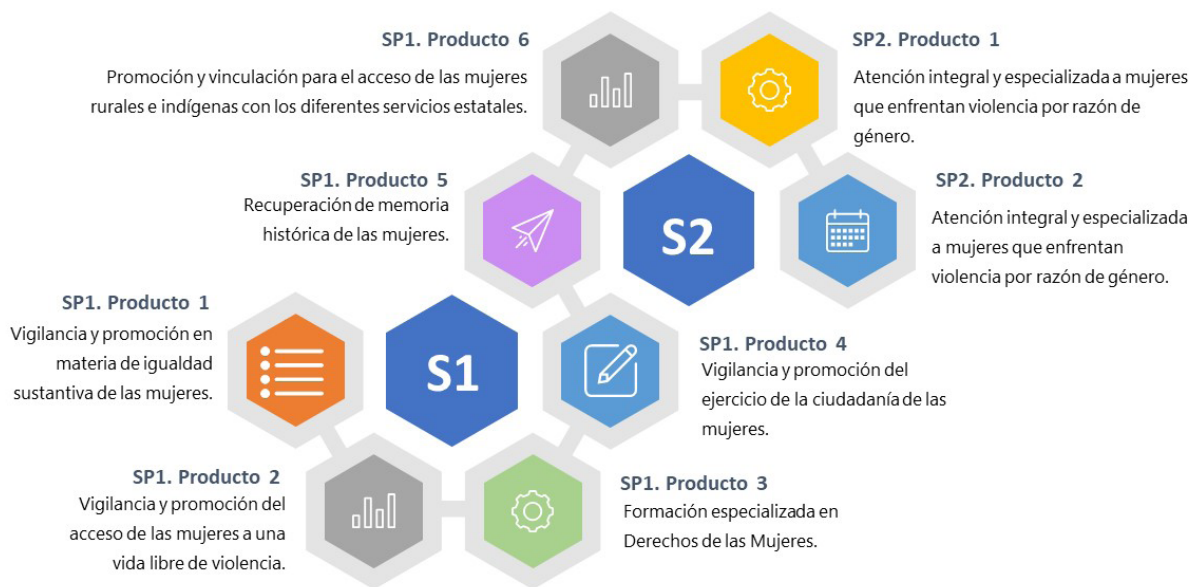 SP1. Producto 6
Promoción y vinculación para el acceso de las mujeres
rurales e indígenas con los diferentes servicios estatales.
SP2. Producto 1
Atención integral y especializada a mujeres
que enfrentan violencia por razón de
género.
SP1. Producto 5
Recuperación de memoria
histórica de las mujeres.
S2
SP2. Producto 2
Atención integral y especializada
a mujeres que enfrentan
violencia por razón de género.
SP1. Producto 1
Vigilancia y promoción en
materia de igualdad
sustantiva de las mujeres.
S1
SP1. Producto 4
Vigilancia y promoción del
ejercicio de la ciudadanía de las
mujeres.
SP1. Producto 2
Vigilancia y promoción del
acceso de las mujeres a una
vida libre de violencia.
SP1. Producto 3
Formación especializada en
Derechos de las Mujeres.